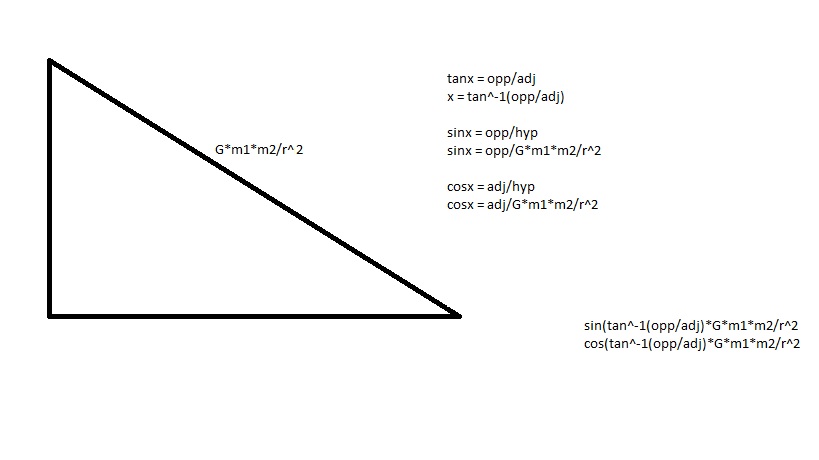 G*m1*m2/r^2
tanx = opp/adj
x = tan^-1(opp/adj)
sinx = opp/hyp
sinx = opp/G*m1*m2/r^2
cosx = adj/hyp
cosx = adj/G*m1*m2/r^2
sin(tan^-1(opp/adj)*G*m1*m2/r^2
cos(tan^-1(opp/adj)*G*m1*m2/r^2